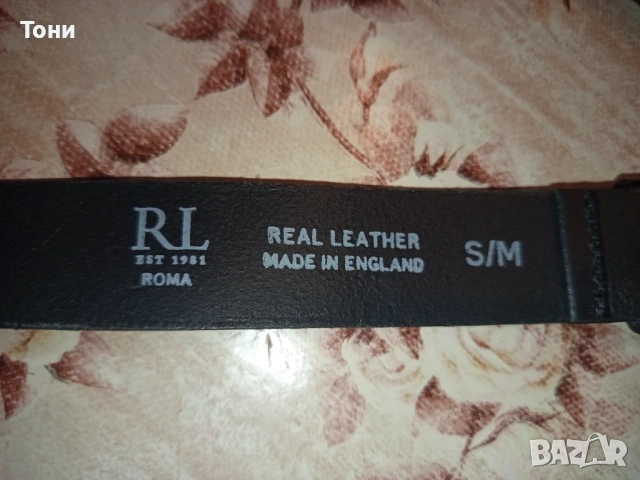 Тони
RL
EST 1981
ROMA
REAL LEATHER
MADE IN ENGLAND
S/M
BAZAR